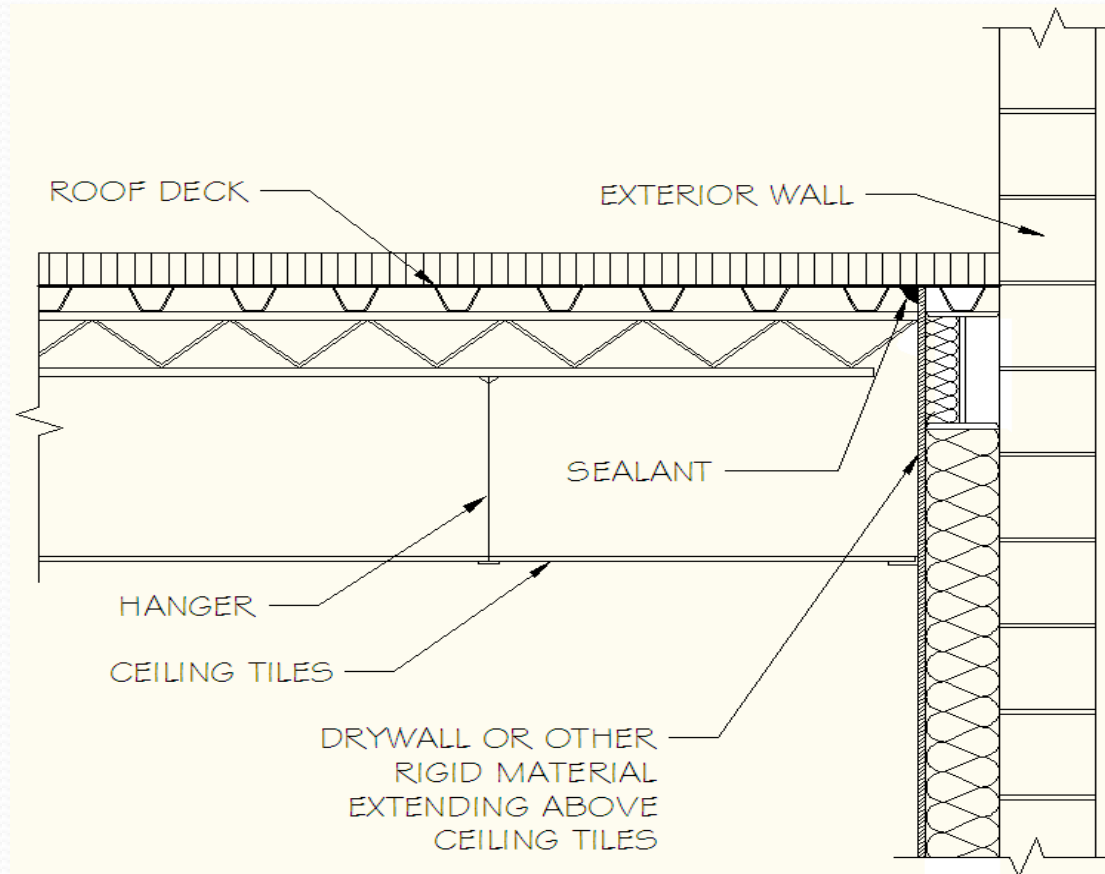 ROOF DECK
EXTERIOR WALL
SEALANT
HANGER
CEILING TILES
DRYWALL OR OTHER
RIGID MATERIAL
EXTENDING ABOVE
CEILING TILES